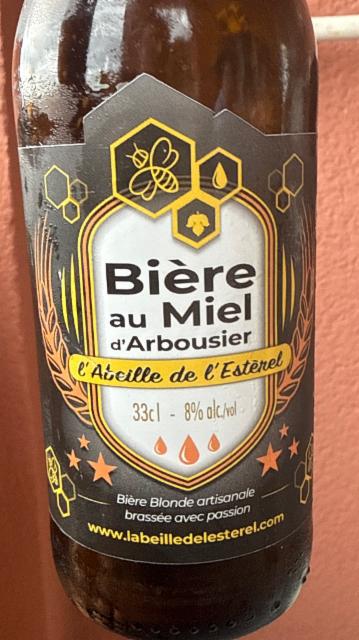 Bière
au Miel
d'Arbousier
l'Abeille de l'Estèrel
33cl - 8% alc./vol
Bière Blonde artisanale
brassée avec passion
www.labeilledelesterel.com